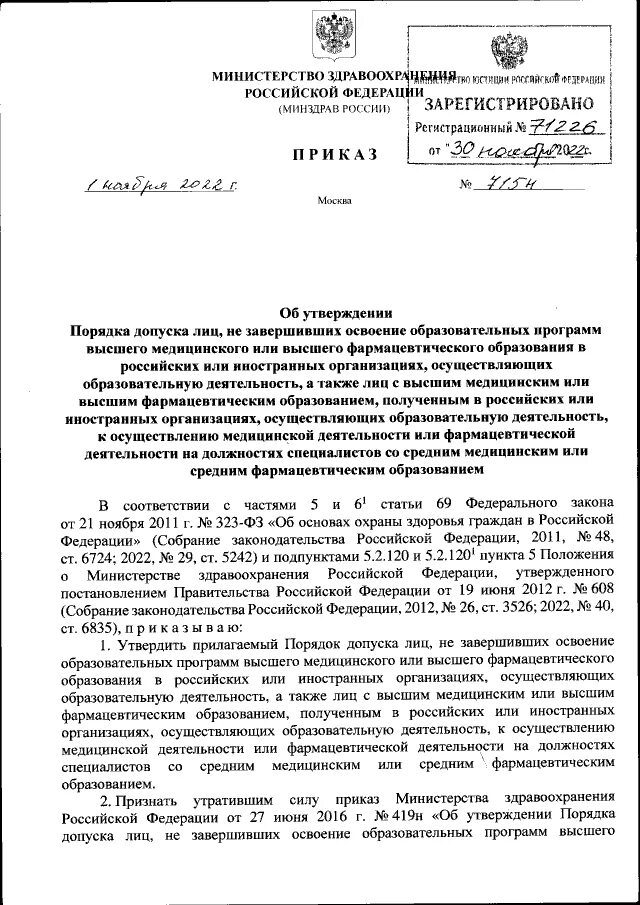 МИНИСТЕРСТВО ЗДРАВООХРАНЕНИЯ
РОССИЙСКОЙ ФЕДЕРАЦИИ
(МИНЗДРАВ РОССИИ)
МИНИСТЕРСТВО ЮСТИЦИИ РОССИЙСКОЙ ФЕДЕРАЦИИ
ЗАРЕГИСТРИРОВАНО
Регистрационный № 71226
от "30 ноября 2022г.
ПРИКАЗ
1 ноября 2022 г.
№ 715н
Москва
Об утверждении
Порядка допуска лиц, не завершивших освоение образовательных программ
высшего медицинского или высшего фармацевтического образования в
российских или иностранных организациях, осуществляющих
образовательную деятельность, а также лиц с высшим медицинским или
высшим фармацевтическим образованием, полученным в российских или
иностранных организациях, осуществляющих образовательную деятельность,
к осуществлению медицинской деятельности или фармацевтической
деятельности на должностях специалистов со средним медицинским или
средним фармацевтическим образованием
В соответствии с частями 5 и 6¹ статьи 69 Федерального закона
от 21 ноября 2011 г. № 323-ФЗ «Об основах охраны здоровья граждан в Российской
Федерации» (Собрание законодательства Российской Федерации, 2011, № 48,
ст. 6724; 2022, № 29, ст. 5242) и подпунктами 5.2.120 и 5.2.120¹ пункта 5 Положения
о Министерстве здравоохранения Российской Федерации, утвержденного
постановлением Правительства Российской Федерации от 19 июня 2012 г. № 608
(Собрание законодательства Российской Федерации, 2012, № 26, ст. 3526; 2022, № 40,
ст. 6835), п р и к а з ы в а ю:
1. Утвердить прилагаемый Порядок допуска лиц, не завершивших освоение
образовательных программ высшего медицинского или высшего фармацевтического
образования в российских или иностранных организациях, осуществляющих
образовательную деятельность, а также лиц с высшим медицинским или высшим
фармацевтическим образованием, полученным в российских или иностранных
организациях, осуществляющих образовательную деятельность, к осуществлению
медицинской деятельности или фармацевтической деятельности на должностях
специалистов со средним медицинским или средним фармацевтическим
образованием.
2. Признать утратившим силу приказ Министерства здравоохранения
Российской Федерации от 27 июня 2016 г. № 419н «Об утверждении Порядка
допуска лиц, не завершивших освоение образовательных программ высшего